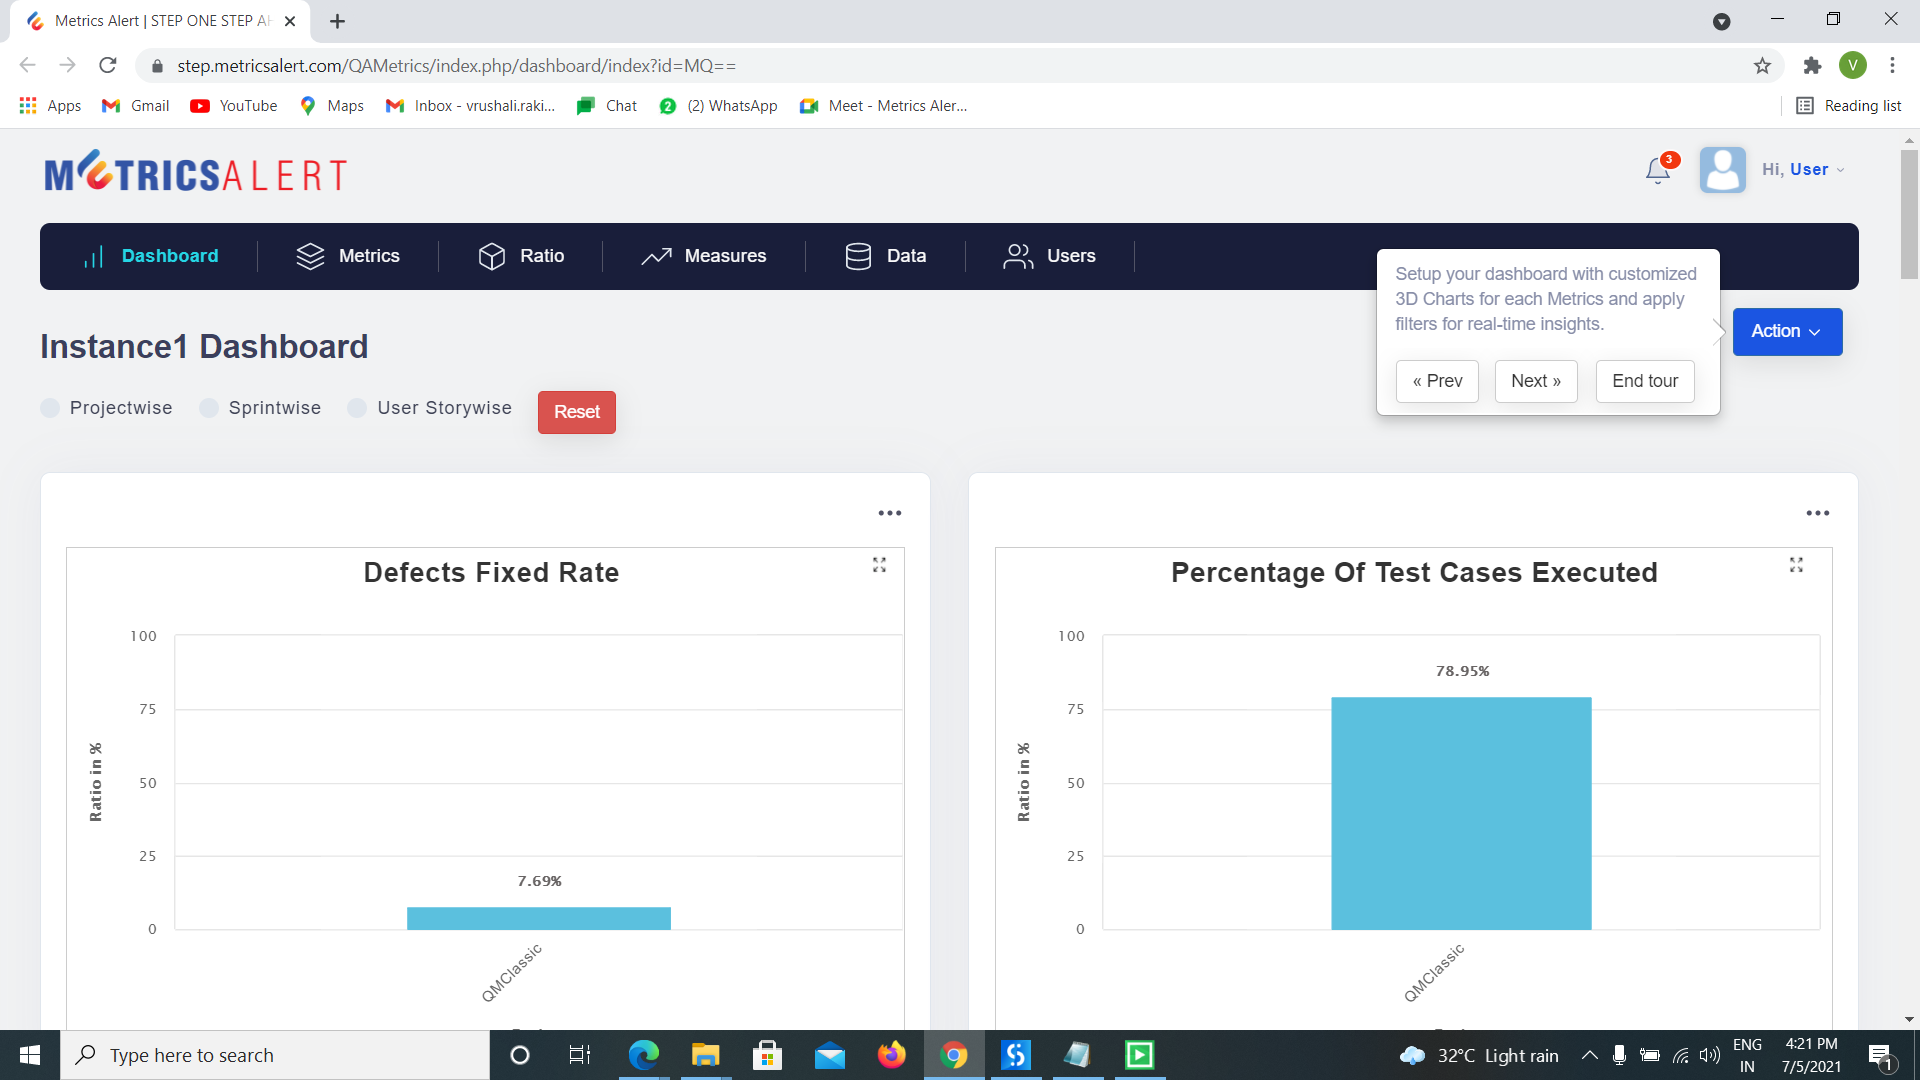 Metrics Alert | STEP ONE STEP AH
step.metricsalert.com/QAMetrics/index.php/dashboard/index?id=MQ==
V
Apps
Gmail
YouTube
Maps
Inbox - vrushali.raki...
Chat
2
(2) WhatsApp
Meet - Metrics Aler...
Reading list
METRICSALERT
3
Hi, User
Dashboard
Metrics
Ratio
Measures
Data
Users
Setup your dashboard with customized
3D Charts for each Metrics and apply
filters for real-time insights.
« Prev
Next »
End tour
Action
Instance1 Dashboard
Projectwise
Sprintwise
User Storywise
Reset
Defects Fixed Rate
100
75
50
25
0
Ratio in %
7.69%
QMClassic
Percentage Of Test Cases Executed
100
75
50
25
0
Ratio in %
78.95%
QMClassic
Type here to search
32°C Light rain
ENG
IN
4:21 PM
7/5/2021
1